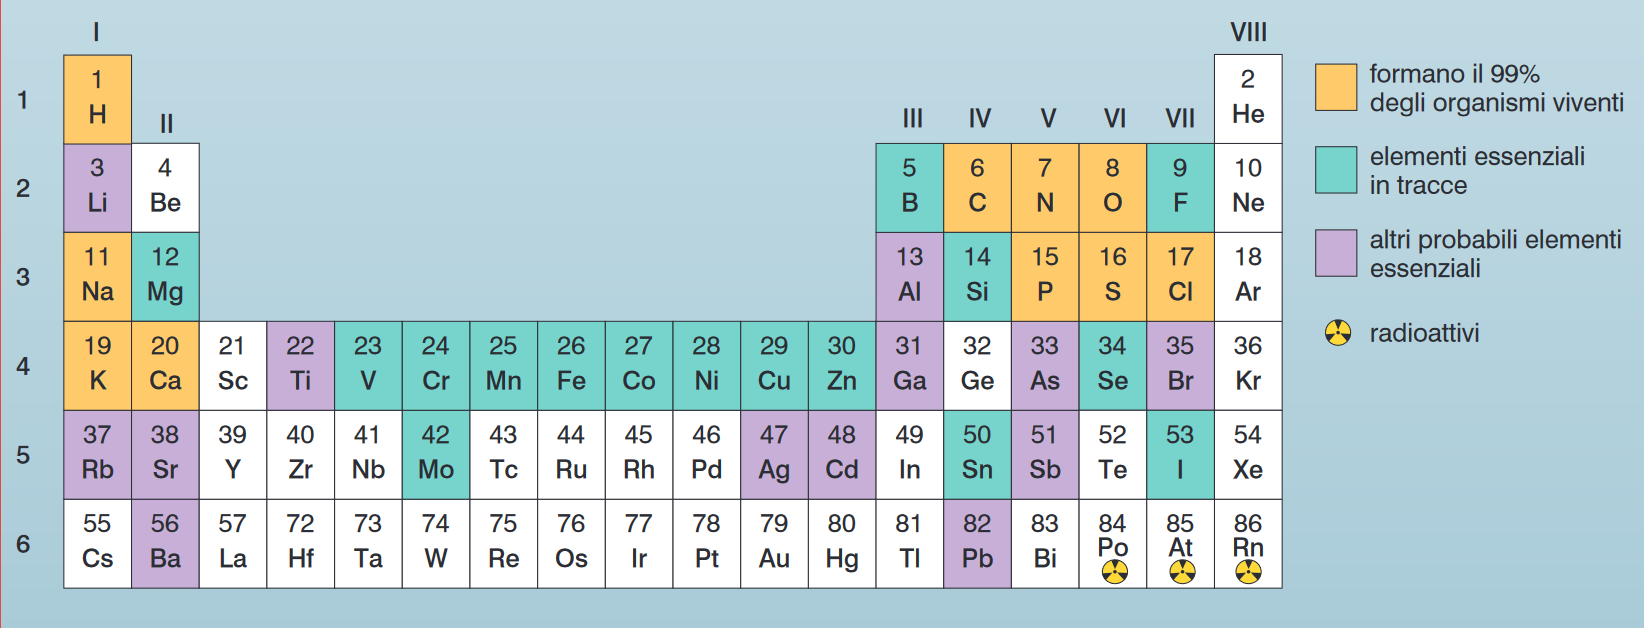 I VIII
1 H 2 He
1
II III IV V VI VII
2
3 Li 4 Be 5 B 6 C 7 N 8 O 9 F 10 Ne
3
11 Na 12 Mg 13 Al 14 Si 15 P 16 S 17 Cl 18 Ar
4
19 K 20 Ca 21 Sc 22 Ti 23 V 24 Cr 25 Mn 26 Fe 27 Co 28 Ni 29 Cu 30 Zn 31 Ga 32 Ge 33 As 34 Se 35 Br 36 Kr
5
37 Rb 38 Sr 39 Y 40 Zr 41 Nb 42 Mo 43 Tc 44 Ru 45 Rh 46 Pd 47 Ag 48 Cd 49 In 50 Sn 51 Sb 52 Te 53 I 54 Xe
6
55 Cs 56 Ba 57 La 72 Hf 73 Ta 74 W 75 Re 76 Os 77 Ir 78 Pt 79 Au 80 Hg 81 Tl 82 Pb 83 Bi 84 Po 85 At 86 Rn
formano il 99%
degli organismi viventi
elementi essenziali
in tracce
altri probabili elementi
essenziali
radioattivi